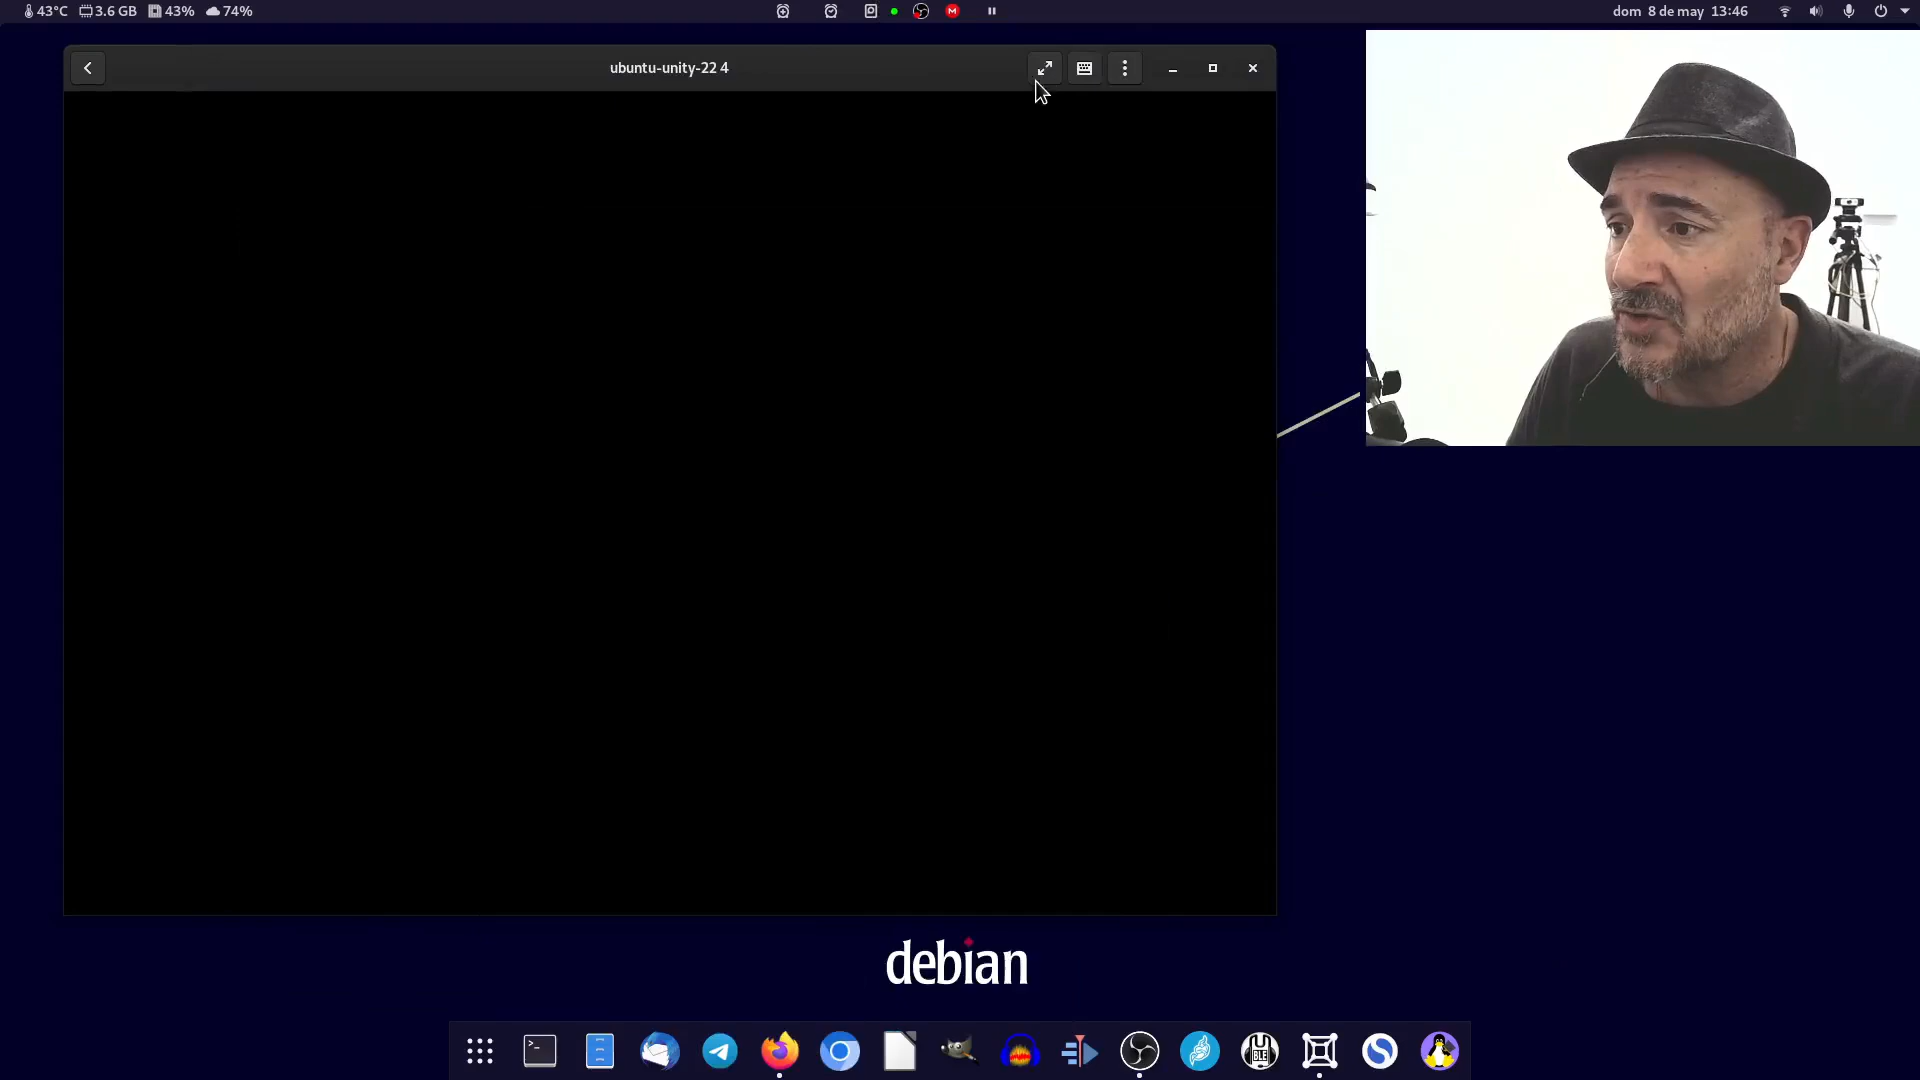 43°C 3.6 GB 43% 74%
dom 8 de may 13:46
ubuntu-unity-22 4
debian